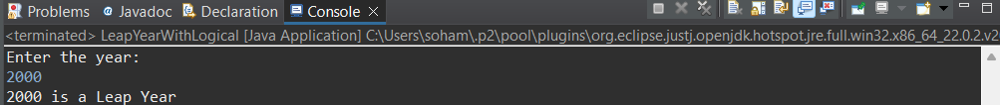 Problems Javadoc Declaration Console
<terminated> LeapYearWithLogical [Java Application] C:\Users\soham\.p2\pool\plugins\org.eclipse.justj.openjdk.hotspot.jre.full.win32.x86_64_22.0.2.v2
Enter the year:
2000
2000 is a Leap Year